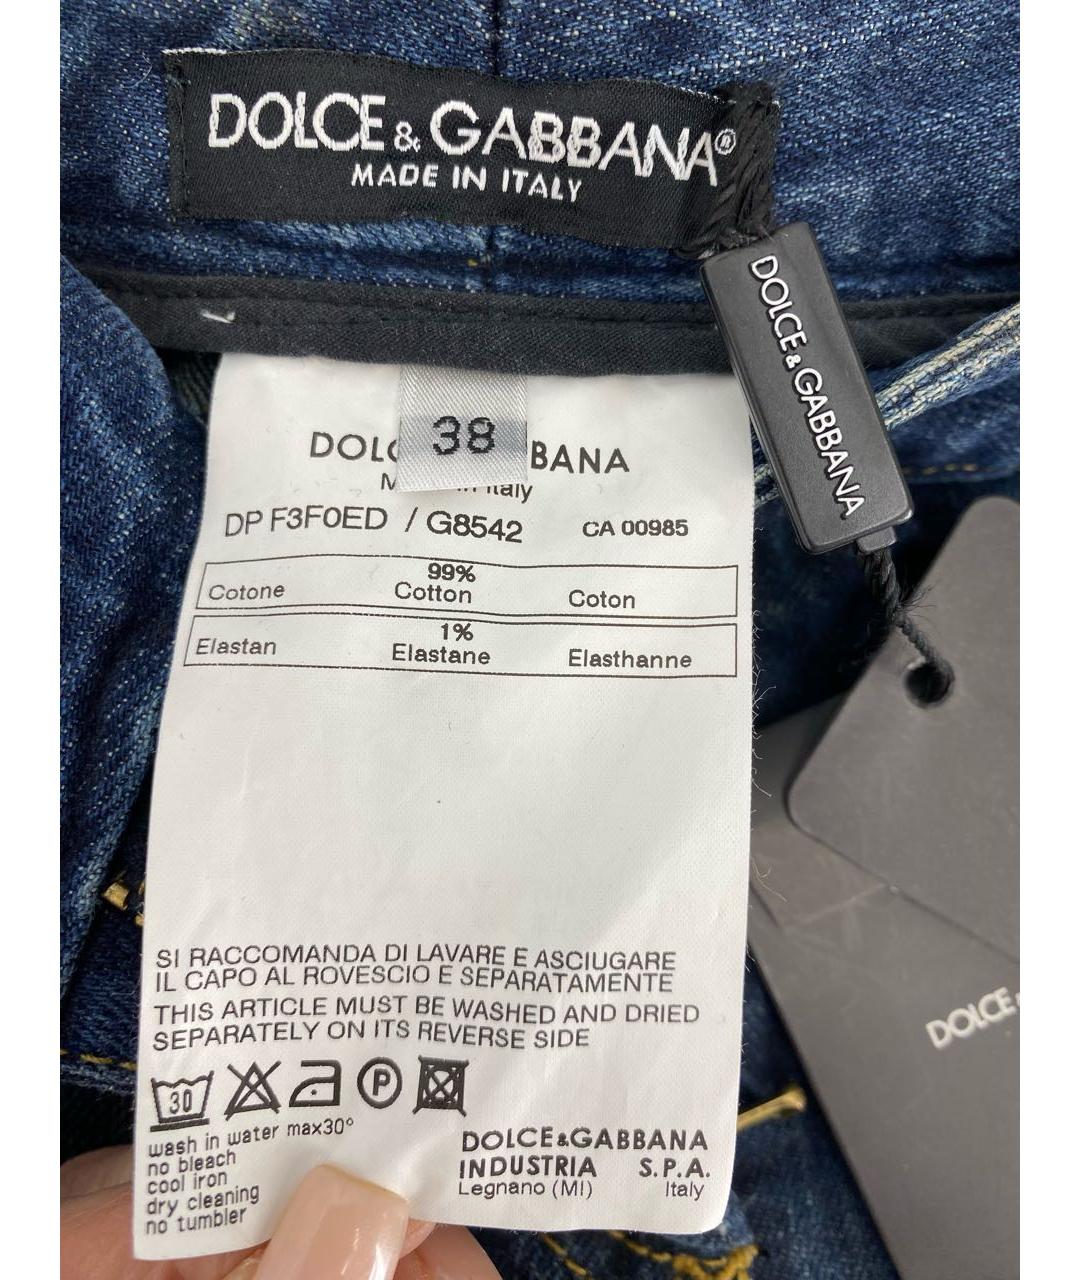 DOLCE & GABBANA®
MADE IN ITALY
DOLCE & GABBANA
38
DOLC BBANA
Italy
DP F3F0ED / G8542 CA 00985
99%
Cotone Cotton Coton
1%
Elastan Elastane Elasthanne
SI RACCOMANDA DI LAVARE E ASCIUGARE
IL CAPO AL ROVESCIO E SEPARATAMENTE
THIS ARTICLE MUST BE WASHED AND DRIED
SEPARATELY ON ITS REVERSE SIDE
30 P
wash in water max30°
no bleach
cool iron
dry cleaning
no tumbler
DOLCE&GABBANA
INDUSTRIA S.P.A.
Legnano (MI) Italy
DOLCE